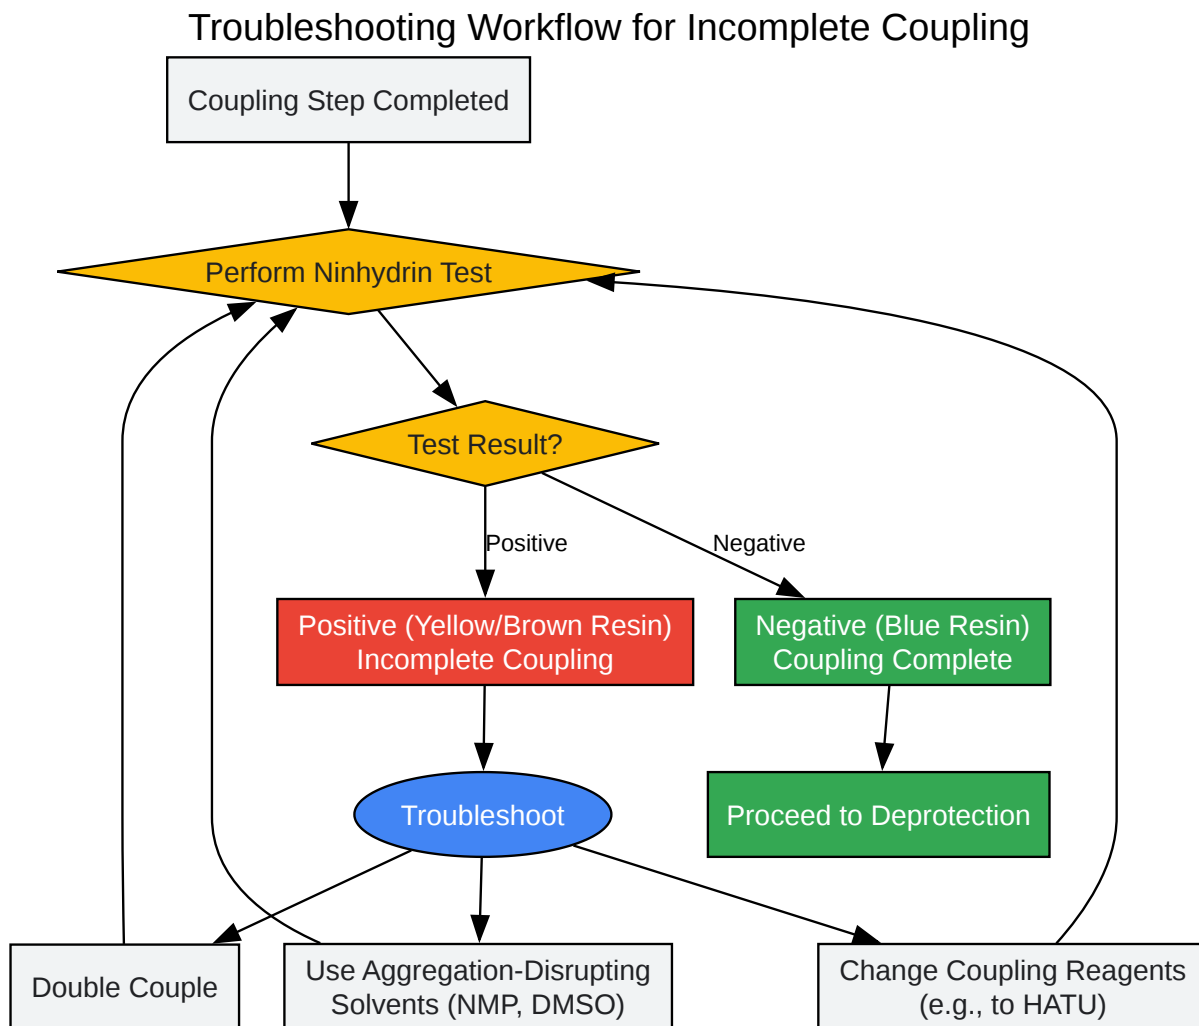 Troubleshooting Workflow for Incomplete Coupling
Coupling Step Completed
Perform Ninhydrin Test
Test Result?
Positive
Negative
Positive (Yellow/Brown Resin)
Incomplete Coupling
Negative (Blue Resin)
Coupling Complete
Troubleshoot
Proceed to Deprotection
Double Couple
Use Aggregation-Disrupting
Solvents (NMP, DMSO)
Change Coupling Reagents
(e.g., to HATU)